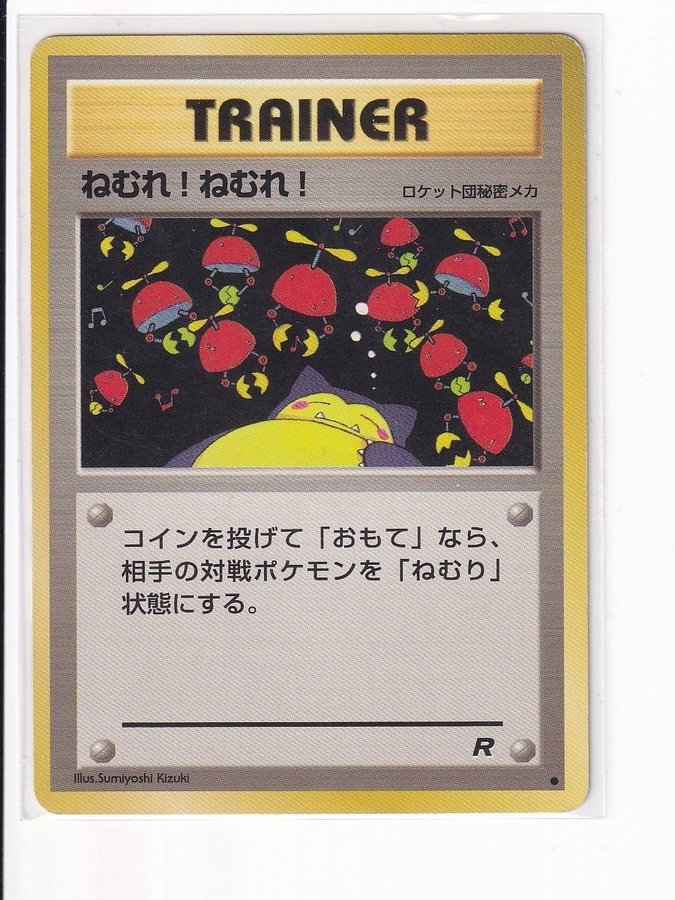 TRAINER
ねむれ！ねむれ！
ロケット団秘密メカ
コインを投げて「おもて」なら、
相手の対戦ポケモンを「ねむり」
状態にする。
R
Illus.Sumiyoshi Kizuki